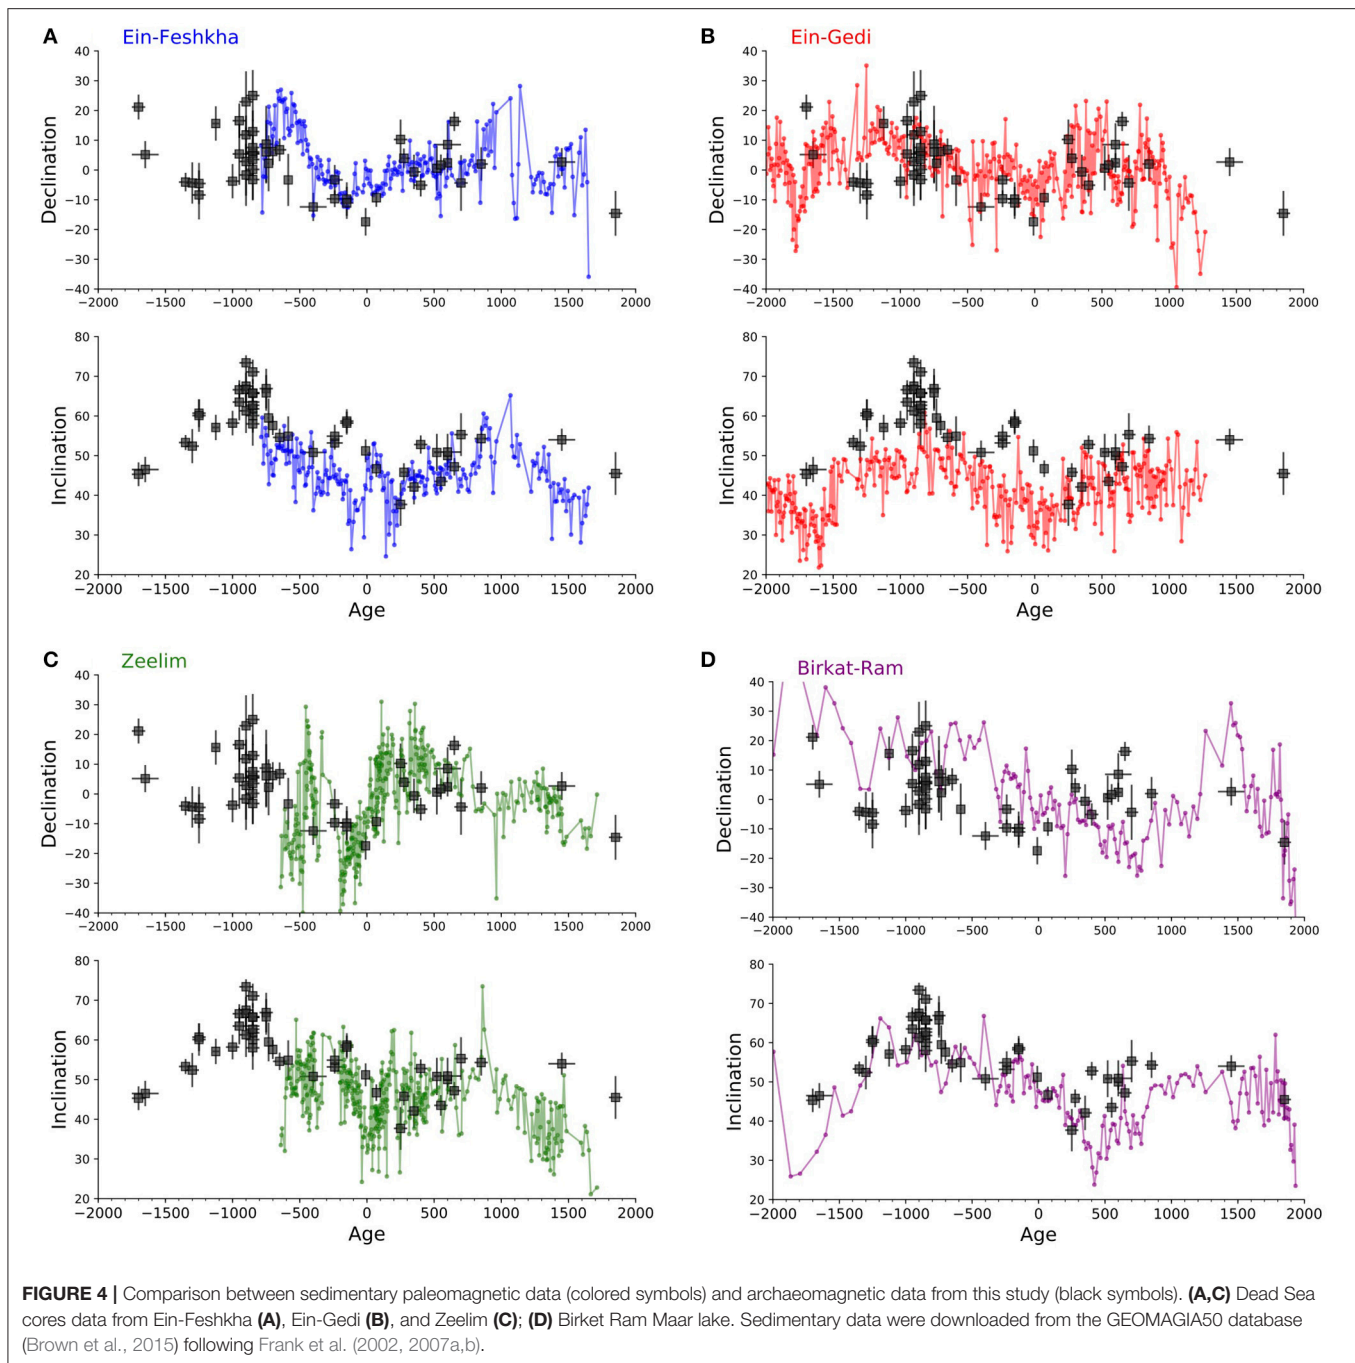 A Ein-Feshkha
40
30
20
10
0
−10
−20
−30
−40
Declination
−2000 −1500 −1000 −500 0 500 1000 1500 2000
80
70
60
50
40
30
20
Inclination
−2000 −1500 −1000 −500 0 500 1000 1500 2000
Age
B Ein-Gedi
40
30
20
10
0
−10
−20
−30
−40
Declination
−2000 −1500 −1000 −500 0 500 1000 1500 2000
80
70
60
50
40
30
20
Inclination
−2000 −1500 −1000 −500 0 500 1000 1500 2000
Age
C Zeelim
40
30
20
10
0
−10
−20
−30
−40
Declination
−2000 −1500 −1000 −500 0 500 1000 1500 2000
80
70
60
50
40
30
20
Inclination
−2000 −1500 −1000 −500 0 500 1000 1500 2000
Age
D Birkat-Ram
40
30
20
10
0
−10
−20
−30
−40
Declination
−2000 −1500 −1000 −500 0 500 1000 1500 2000
80
70
60
50
40
30
20
Inclination
−2000 −1500 −1000 −500 0 500 1000 1500 2000
Age
FIGURE 4 | Comparison between sedimentary paleomagnetic data (colored symbols) and archaeomagnetic data from this study (black symbols). (A,C) Dead Sea
cores data from Ein-Feshkha (A), Ein-Gedi (B), and Zeelim (C); (D) Birket Ram Maar lake. Sedimentary data were downloaded from the GEOMAGIA50 database
(Brown et al., 2015) following Frank et al. (2002, 2007a,b).